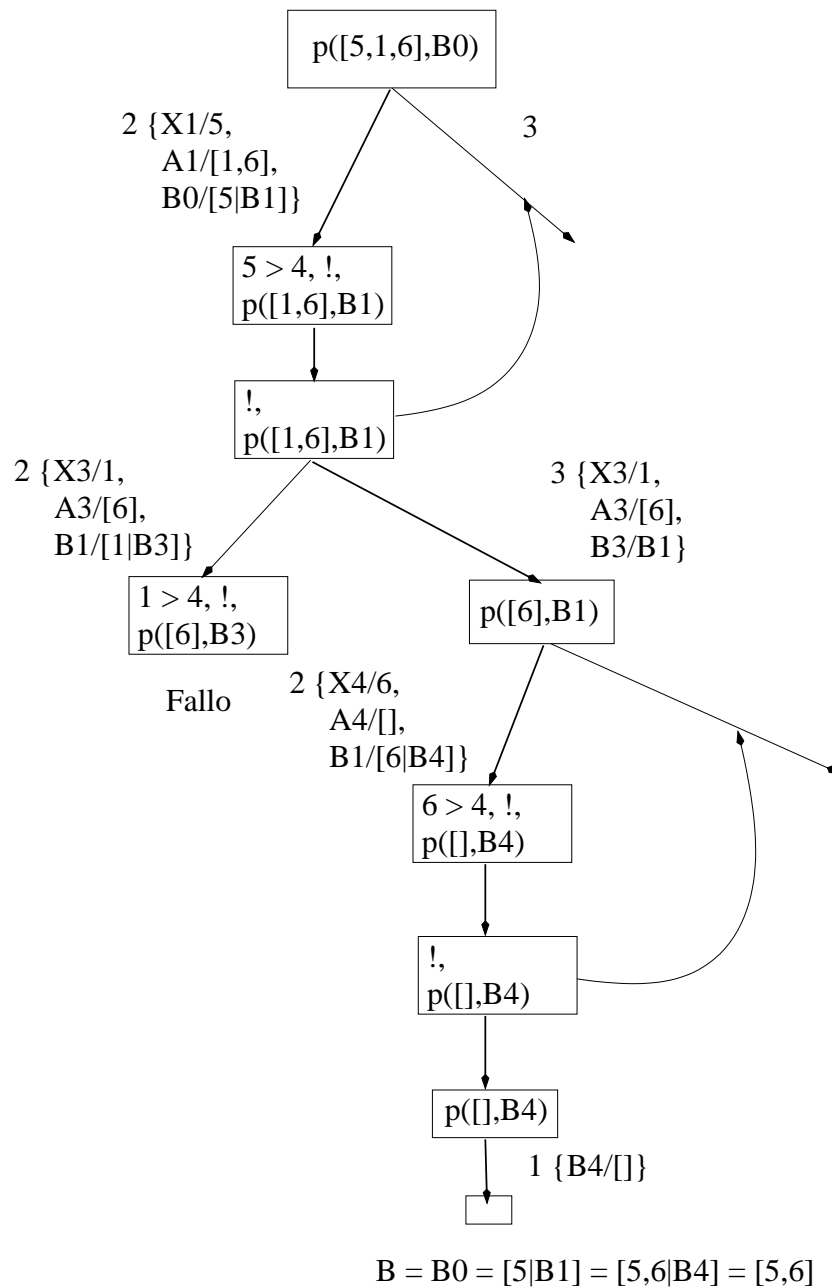 p([5,1,6],B0)
2 {X1/5,
A1/[1,6],
B0/[5|B1]}
3
5 > 4, !,
p([1,6],B1)
!,
p([1,6],B1)
2 {X3/1,
A3/[6],
B1/[1|B3]}
3 {X3/1,
A3/[6],
B3/B1}
1 > 4, !,
p([6],B3)
Fallo
p([6],B1)
2 {X4/6,
A4/[],
B1/[6|B4]}
6 > 4, !,
p([],B4)
!,
p([],B4)
p([],B4)
1 {B4/[]}
B = B0 = [5|B1] = [5,6|B4] = [5,6]